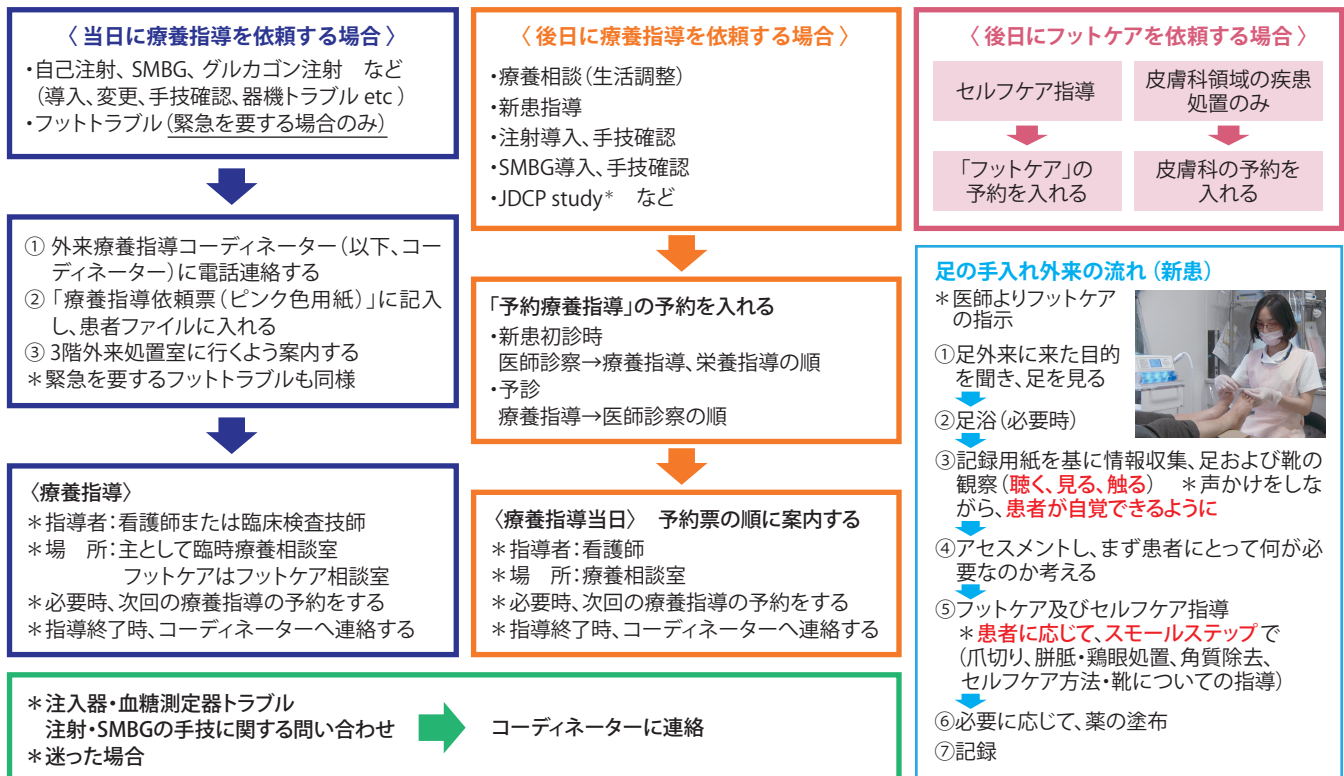 〈 当日に療養指導を依頼する場合 〉
・自己注射、SMBG、グルカゴン注射　など
（導入、変更、手技確認、器機トラブル etc ）
・フットトラブル（緊急を要する場合のみ）
① 外来療養指導コーディネーター（以下、コー
ディネーター）に電話連絡する
② 「療養指導依頼票（ピンク色用紙）」に記入
し、患者ファイルに入れる
③ 3階外来処置室に行くよう案内する
＊緊急を要するフットトラブルも同様
〈療養指導〉
＊指導者：看護師または臨床検査技師
＊場　所：主として臨時療養相談室
フットケアはフットケア相談室
＊必要時、次回の療養指導の予約をする
＊指導終了時、コーディネーターへ連絡する
〈 後日に療養指導を依頼する場合 〉
・療養相談（生活調整）
・新患指導
・注射導入、手技確認
・SMBG導入、手技確認
・JDCP study＊　など
「予約療養指導」の予約を入れる
・新患初診時
医師診察→療養指導、栄養指導の順
・予診
療養指導→医師診察の順
〈療養指導当日〉　予約票の順に案内する
＊指導者：看護師
＊場　所：療養相談室
＊必要時、次回の療養指導の予約をする
＊指導終了時、コーディネーターへ連絡する
＊注入器・血糖測定器トラブル
注射・SMBGの手技に関する問い合わせ
＊迷った場合
コーディネーターに連絡
〈 後日にフットケアを依頼する場合 〉
セルフケア指導
「フットケア」の
予約を入れる
皮膚科領域の疾患
処置のみ
皮膚科の予約を
入れる
足の手入れ外来の流れ（新患）
＊医師よりフットケア
の指示
①足外来に来た目的
を聞き、足を見る
②足浴（必要時）
③記録用紙を基に情報収集、足および靴の
観察（聴く、見る、触る）　＊声かけをしな
がら、患者が自覚できるように
④アセスメントし、まず患者にとって何が必
要なのか考える
⑤フットケア及びセルフケア指導
＊患者に応じて、スモールステップで
（爪切り、胼胝・鶏眼処置、角質除去、
セルフケア方法・靴についての指導）
⑥必要に応じて、薬の塗布
⑦記録